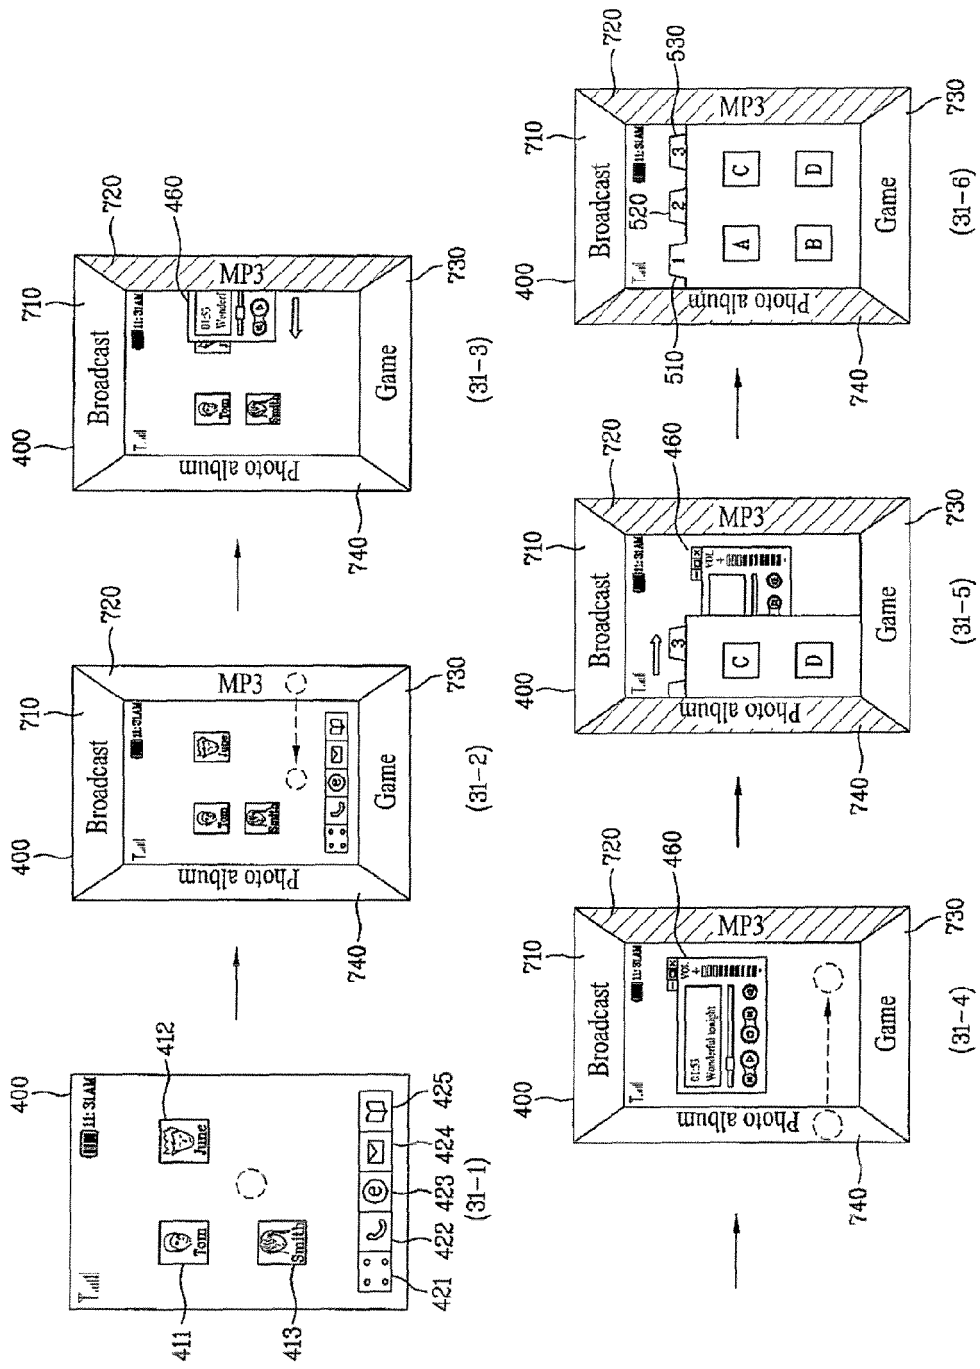 400
11:31AM
412
June
Tom
Smith
411
413
421
422
423
424
425
(31-1)
400
710
720
Broadcast
11:31AM
MP3
Tom
June
Smith
Photo album
Game
740
730
(31-2)
400
710
720
460
Broadcast
11:31AM
MP3
01:53
Wonderful
Tom
J
Smith
Photo album
Game
740
730
(31-3)
400
710
720
460
Broadcast
11:31AM
MP3
VOL
01:53
Wonderful tonight
Photo album
Game
740
730
(31-4)
400
710
720
460
Broadcast
11:31AM
MP3
VOL
3
C
D
Photo album
Game
740
730
(31-5)
400
710
720
520
530
Broadcast
11:31AM
MP3
1 2 3
A C
B D
Photo album
Game
510
740
730
(31-6)